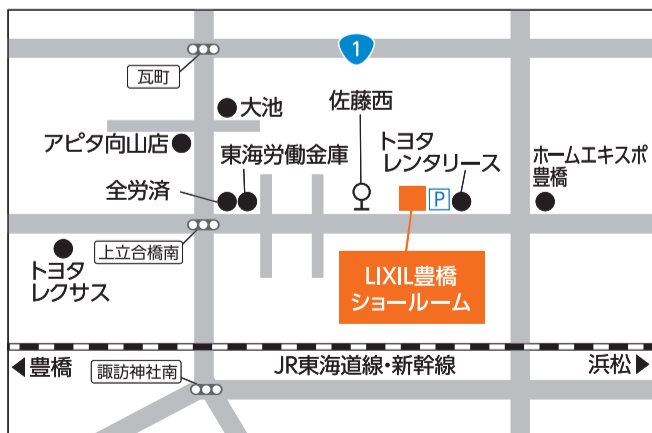 1
瓦町
大池
佐藤西
アピタ向山店
東海労働金庫
トヨタ
レンタリース
ホームエキスポ
豊橋
全労済
P
上立合橋南
トヨタ
レクサス
LIXIL豊橋
ショールーム
豊橋
諏訪神社南
JR東海道線・新幹線
浜松